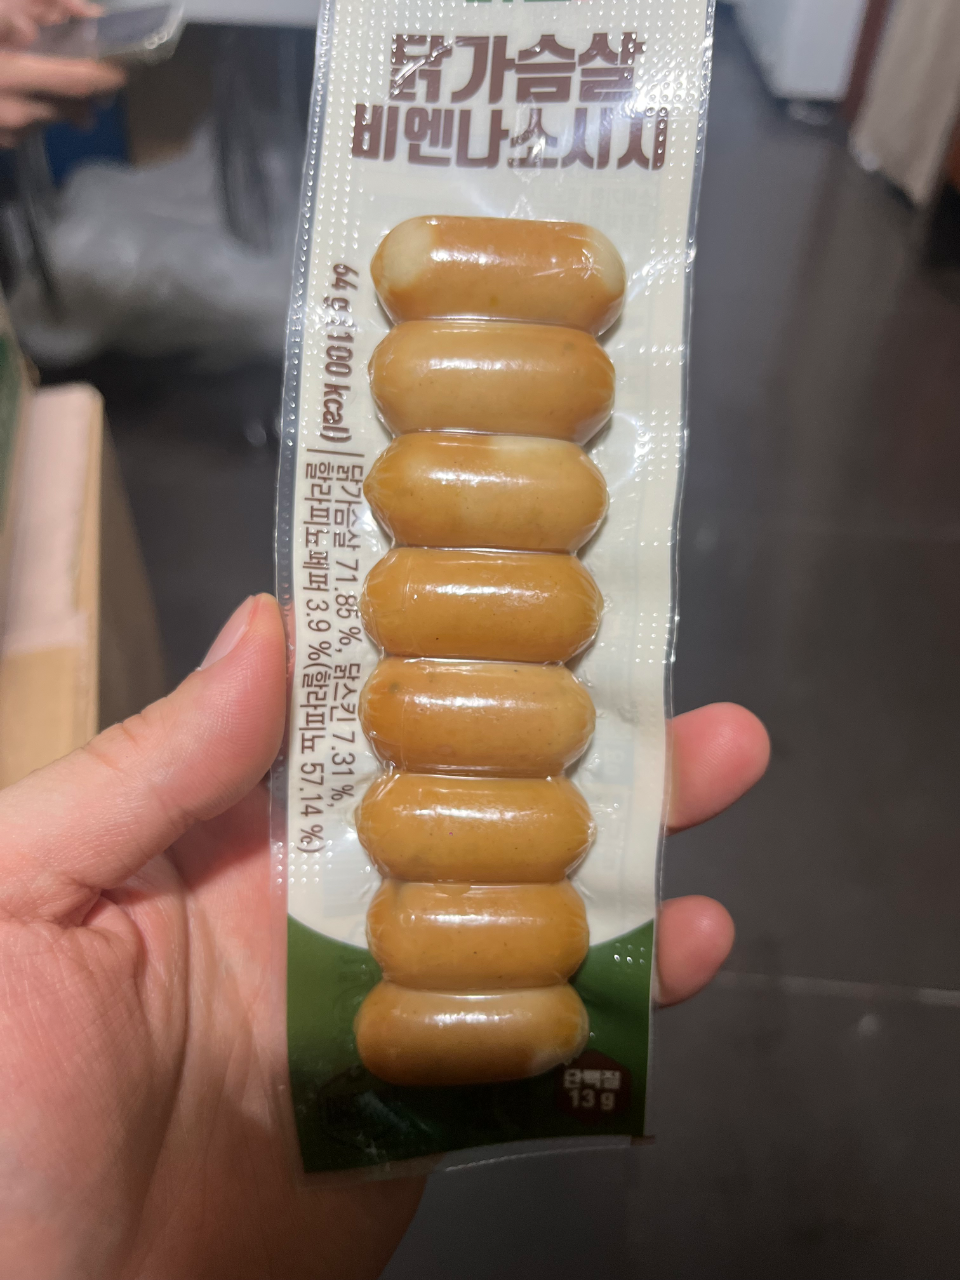 닭가슴살
비엔나소시지
64 g (100 kcal)
닭가슴살 71.85 %, 닭스킨 7.31 %,
할라피뇨페퍼 3.9 %(할라피뇨 57.14 %)
단백질
13 g